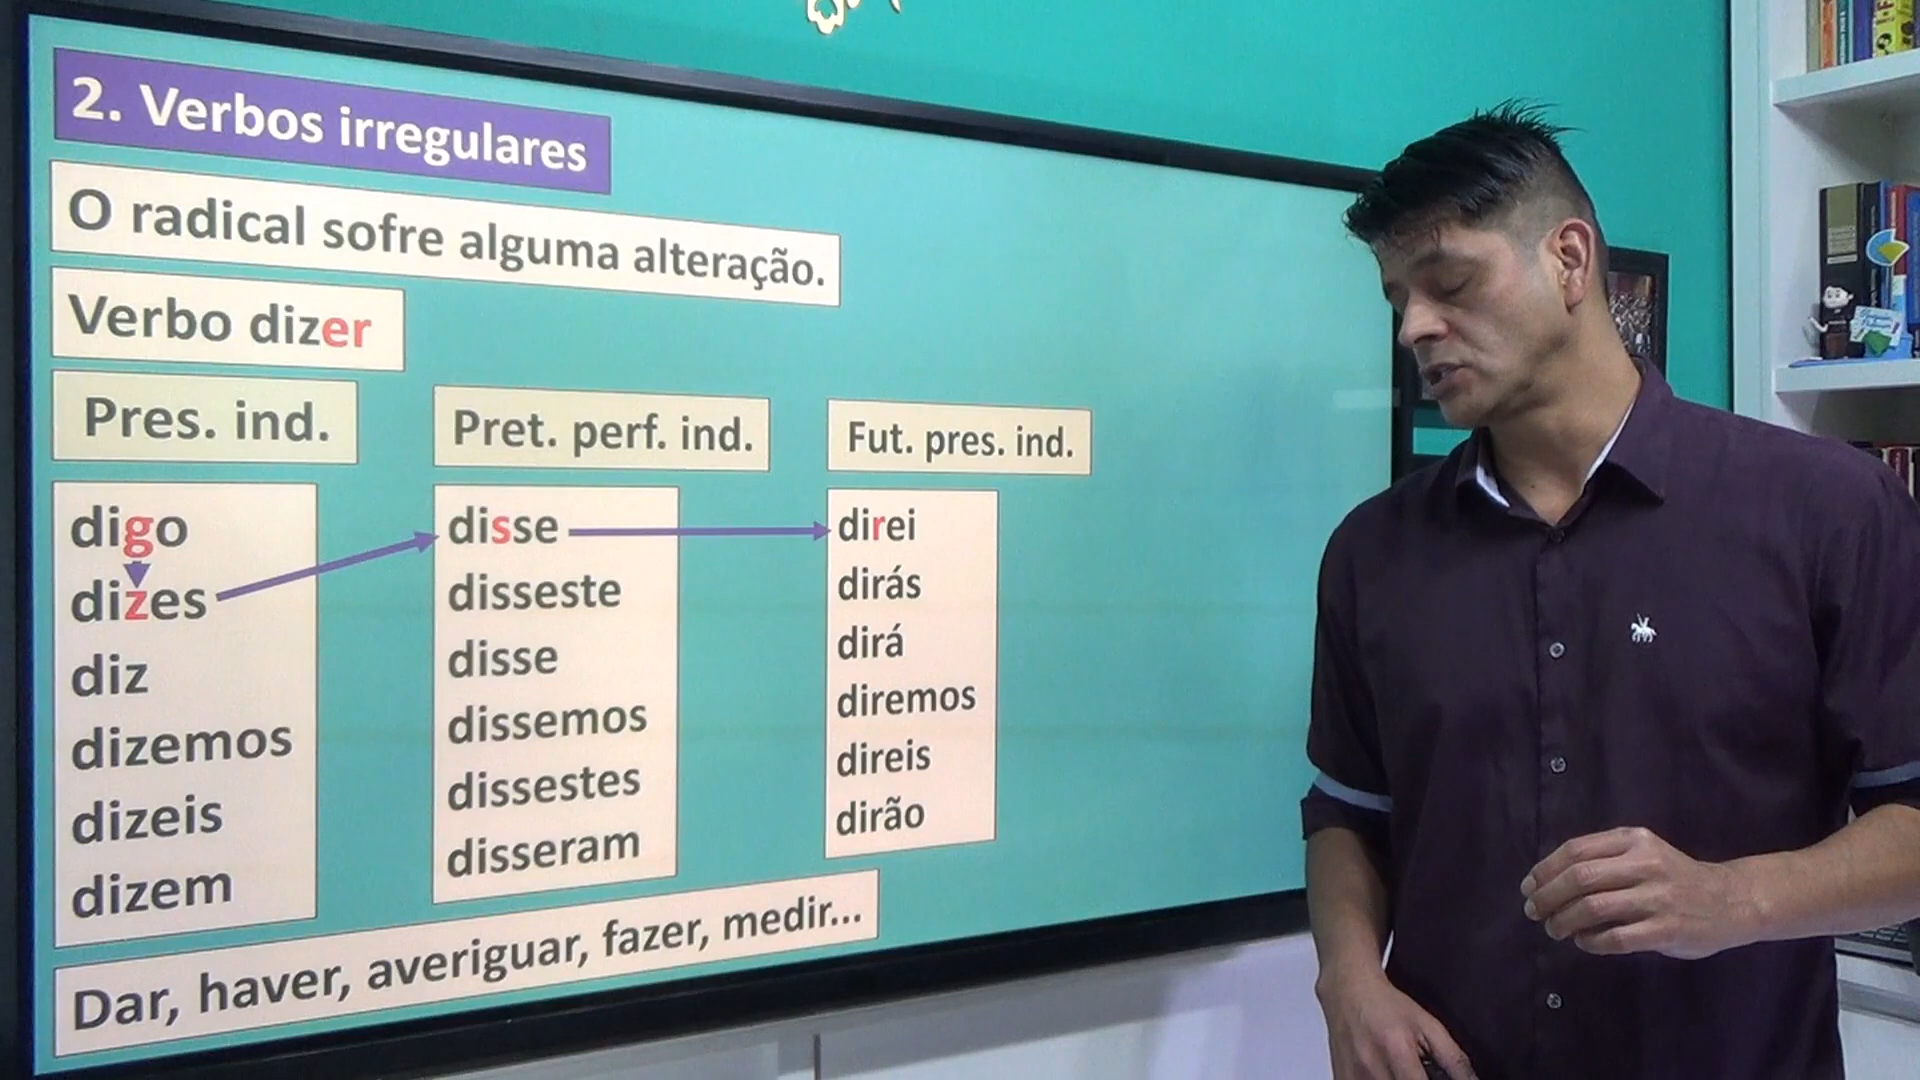 2. Verbos irregulares
O radical sofre alguma alteração.
Verbo dizer
Pres. ind.
digo
dizes
diz
dizemos
dizeis
dizem
Pret. perf. ind.
disse
disseste
disse
dissemos
dissestes
disseram
Fut. pres. ind.
direi
dirás
dirá
diremos
direis
dirão
Dar, haver, averiguar, fazer, medir...